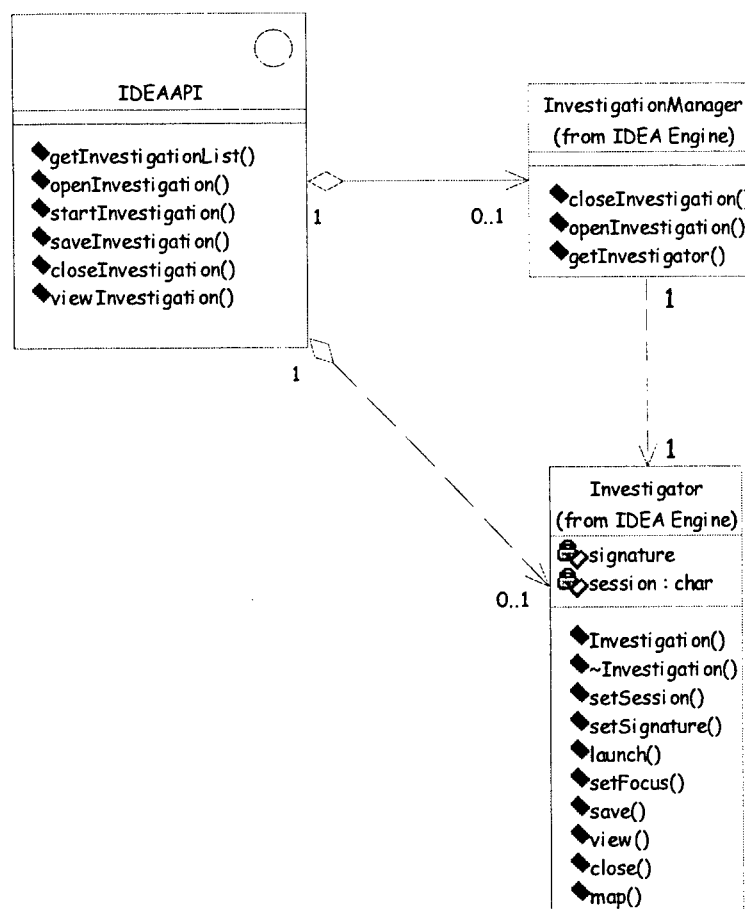 IDEAAPI
getInvestigationList()
openInvestigation()
startInvestigation()
saveInvestigation()
closeInvestigation()
viewInvestigation()
1
0..1
InvestigationManager
(from IDEA Engine)
closeInvestigation()
openInvestigation()
getInvestigator()
1
1
1
0..1
Investigator
(from IDEA Engine)
signature
session : char
Investigation()
~Investigation()
setSession()
setSignature()
launch()
setFocus()
save()
view()
close()
map()